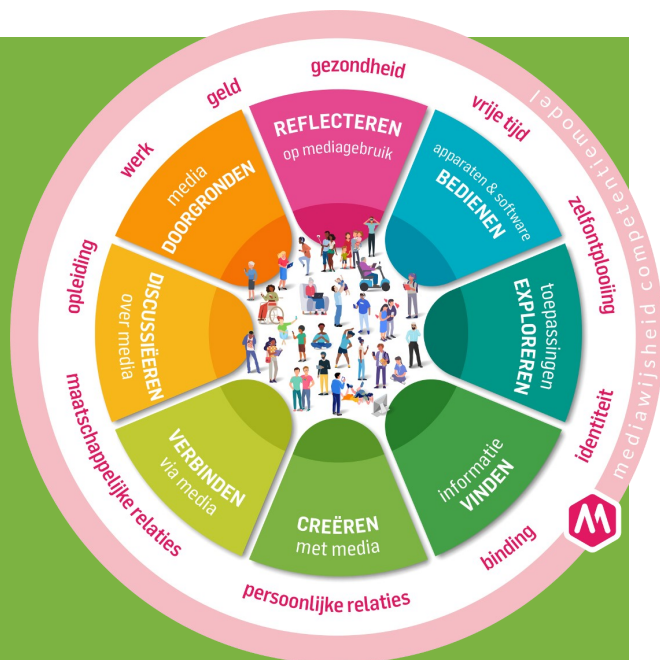 gezondheid
vrije tijd
zelfontplooiing
identiteit
binding
persoonlijke relaties
maatschappelijke relaties
opleiding
werk
geld
mediawijsheid competentiemodel
REFLECTEREN
op mediagebruik
apparaten & software
BEDIENEN
toepassingen
EXPLOREREN
informatie
VINDEN
CREËREN
met media
VERBINDEN
via media
DISCUSSIËEREN
over media
media
DOORGRONDEN